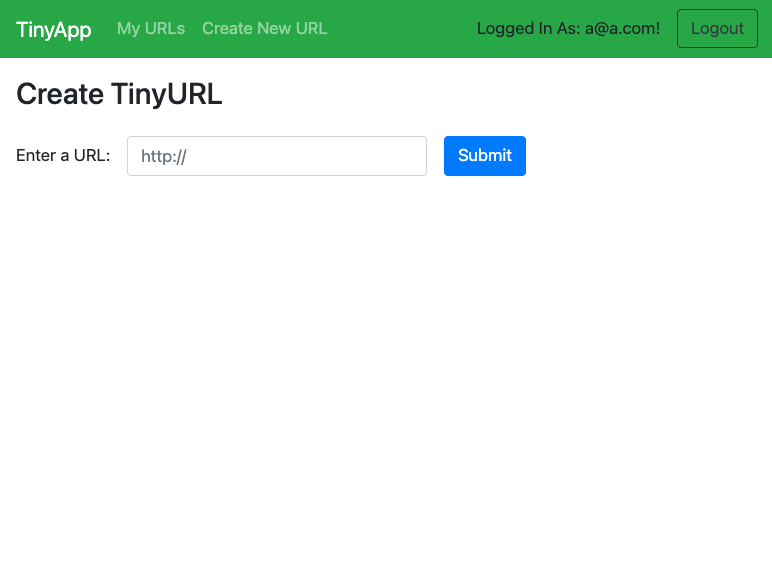 TinyApp My URLs Create New URL Logged In As: a@a.com! Logout
Create TinyURL
Enter a URL: http:// Submit